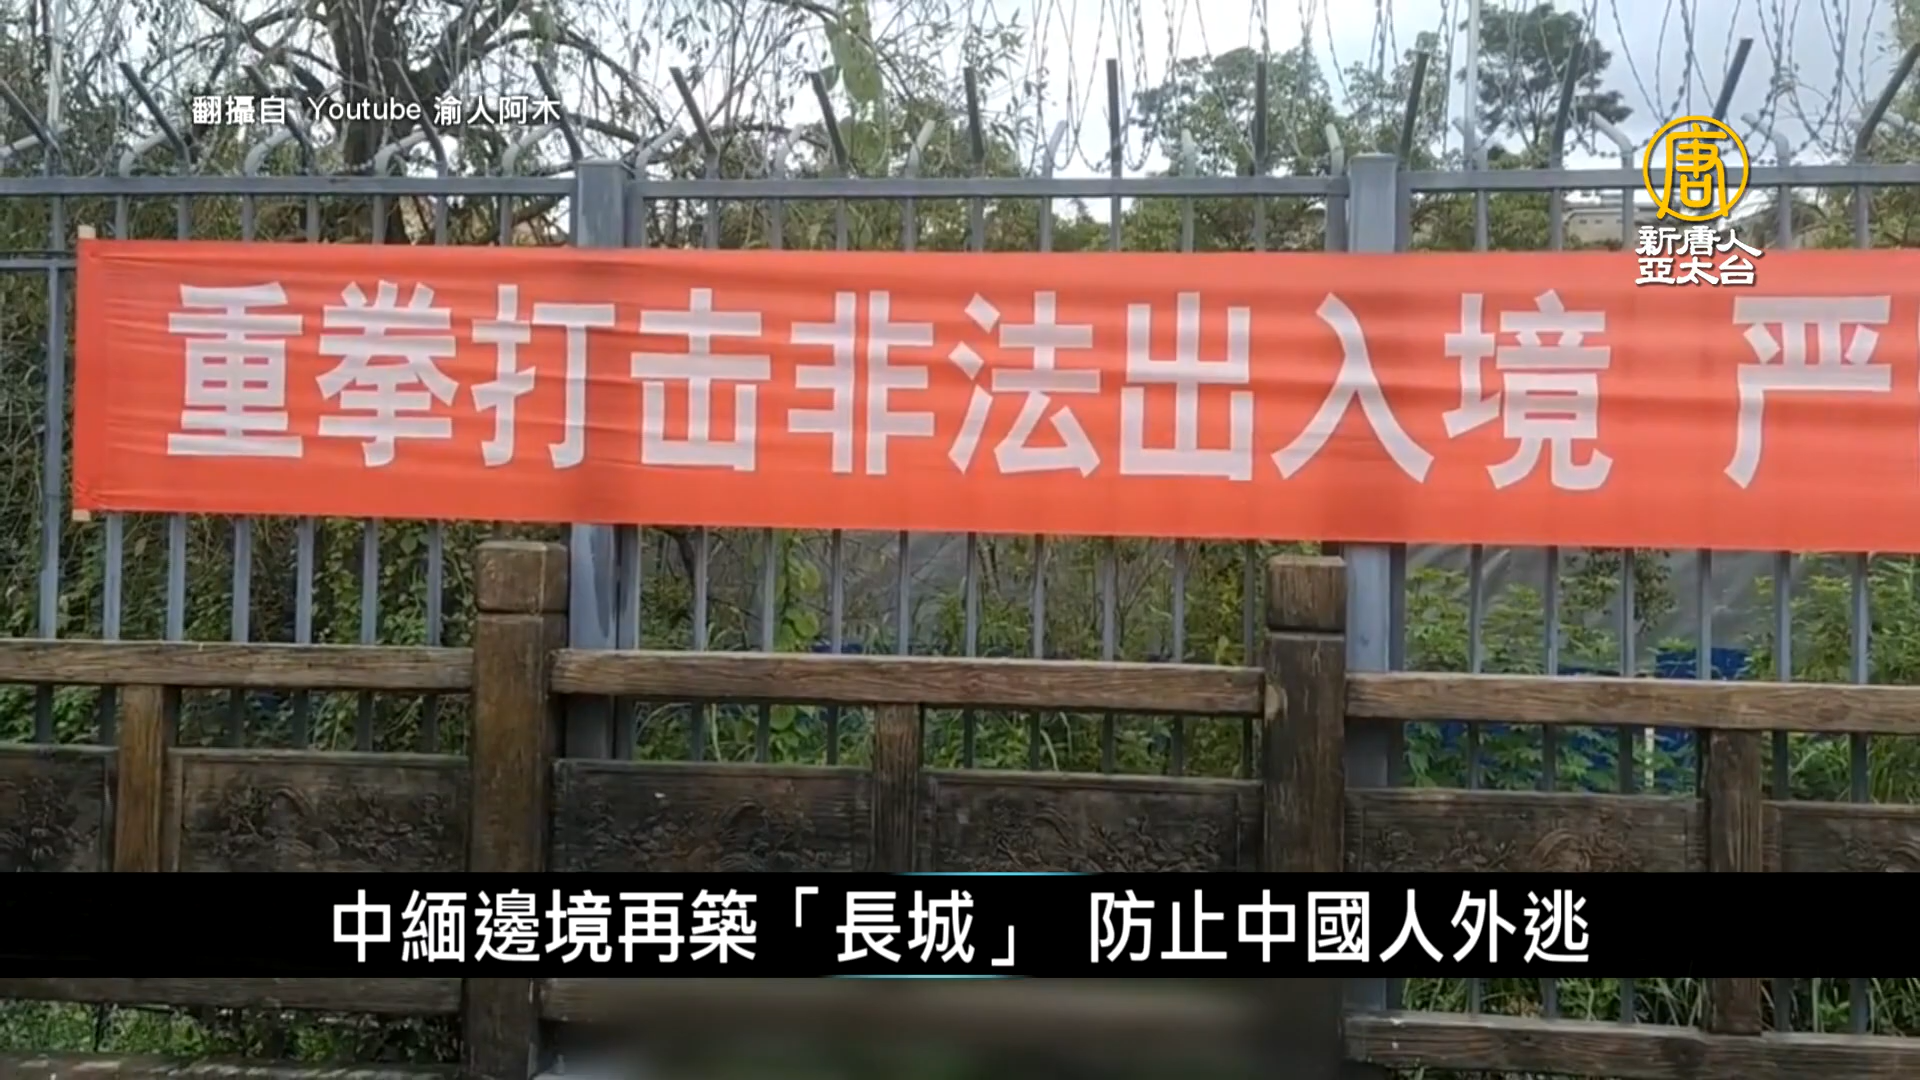 翻攝自 Youtube 渝人阿木
唐
新唐人
亞太台
重拳打击非法出入境 严
中緬邊境再築「長城」 防止中國人外逃